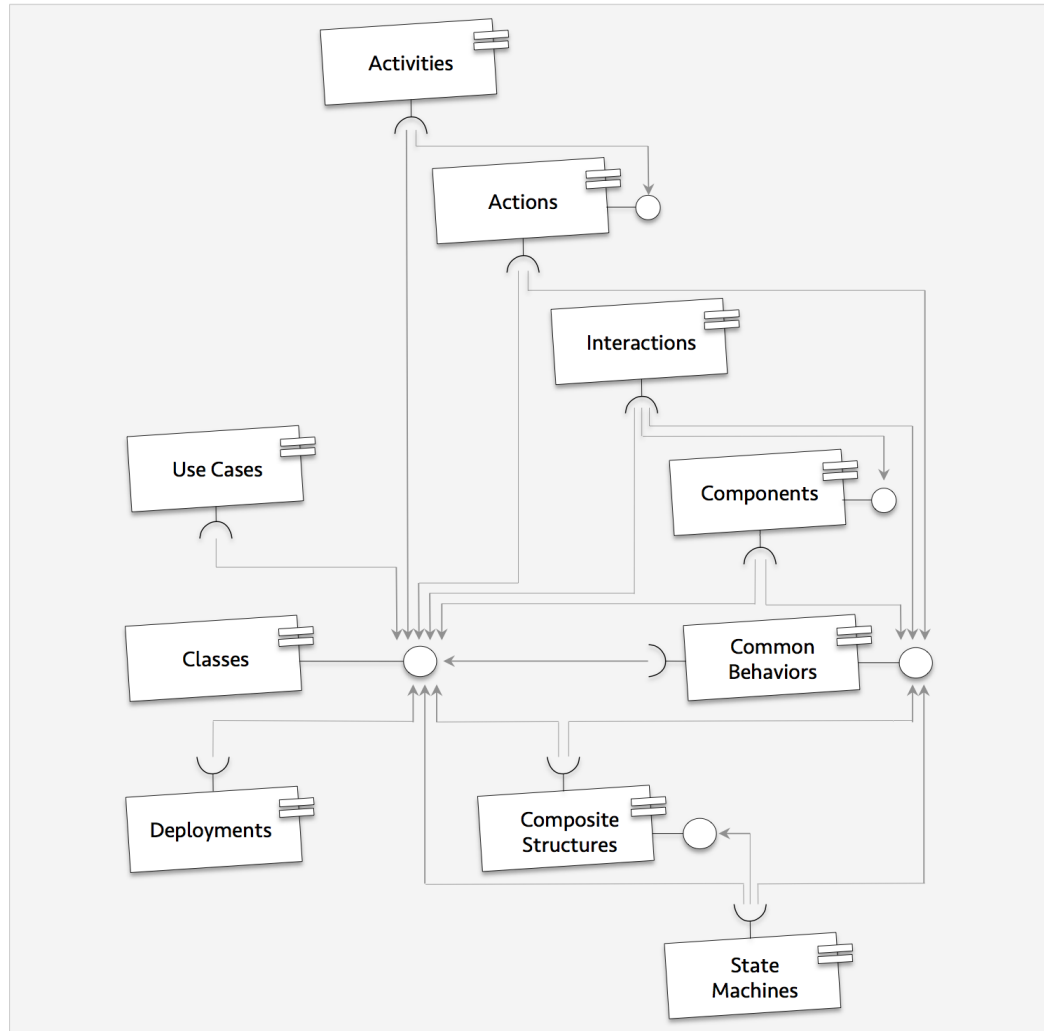 Activities
Actions
Interactions
Use Cases
Components
Classes
Common
Behaviors
Deployments
Composite
Structures
State
Machines